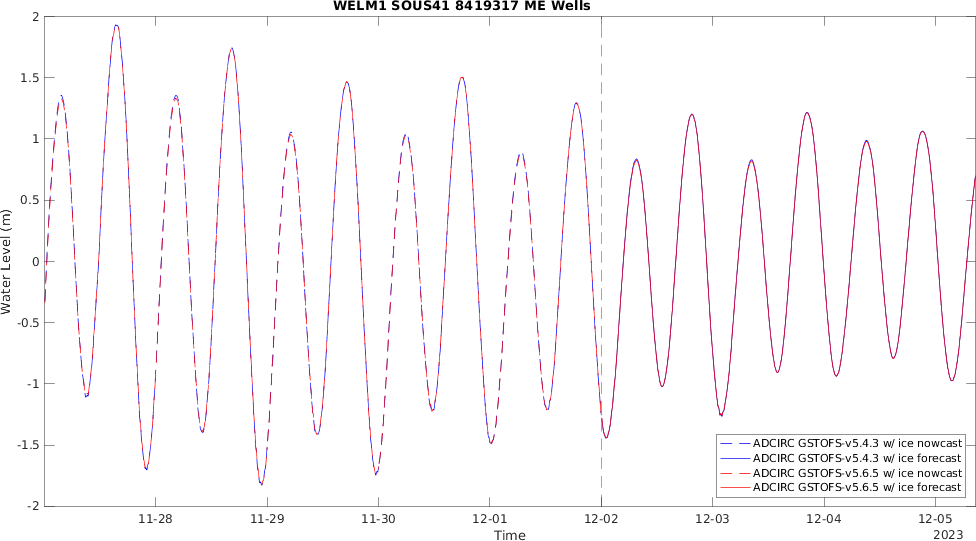 WELM1 SOUS41 8419317 ME Wells
2
1.5
1
0.5
0
-0.5
-1
-1.5
-2
Water Level (m)
11-28
11-29
11-30
12-01
12-02
12-03
12-04
12-05
Time
2023
ADCIRC GSTOFS-v5.4.3 w/ ice nowcast
ADCIRC GSTOFS-v5.4.3 w/ ice forecast
ADCIRC GSTOFS-v5.6.5 w/ ice nowcast
ADCIRC GSTOFS-v5.6.5 w/ ice forecast